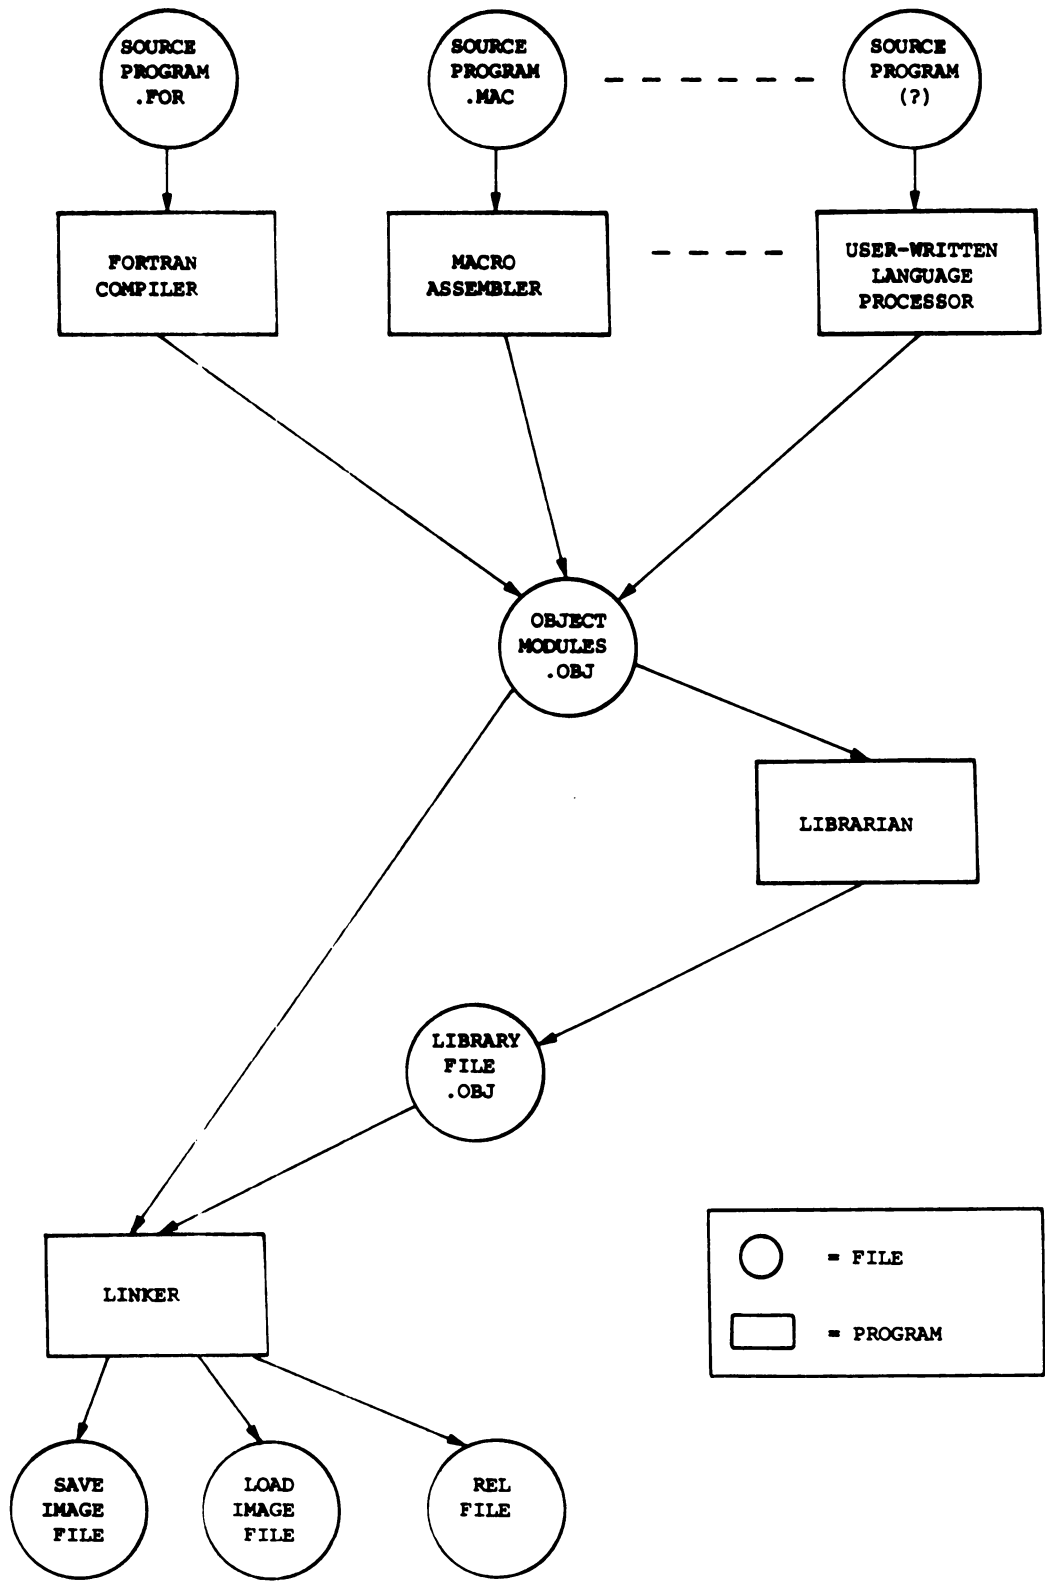 SOURCE
PROGRAM
.FOR
SOURCE
PROGRAM
.MAC
SOURCE
PROGRAM
(?)
FORTRAN
COMPILER
MACRO
ASSEMBLER
USER-WRITTEN
LANGUAGE
PROCESSOR
OBJECT
MODULES
.OBJ
LIBRARIAN
LIBRARY
FILE
.OBJ
LINKER
= FILE
= PROGRAM
SAVE
IMAGE
FILE
LOAD
IMAGE
FILE
REL
FILE